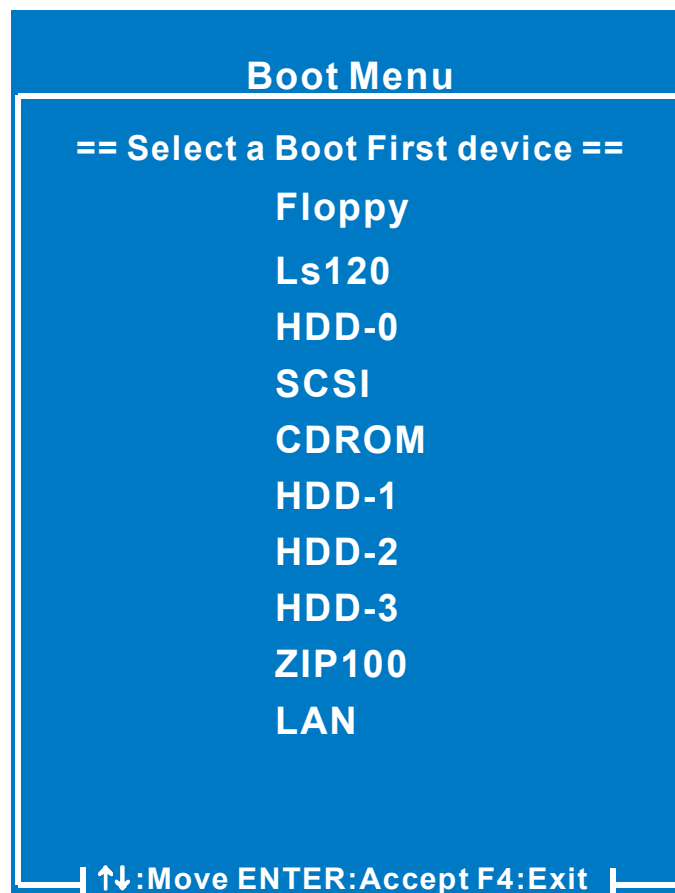 Boot Menu
== Select a Boot First device ==
Floppy
Ls120
HDD-0
SCSI
CDROM
HDD-1
HDD-2
HDD-3
ZIP100
LAN
↑↓:Move ENTER:Accept F4:Exit